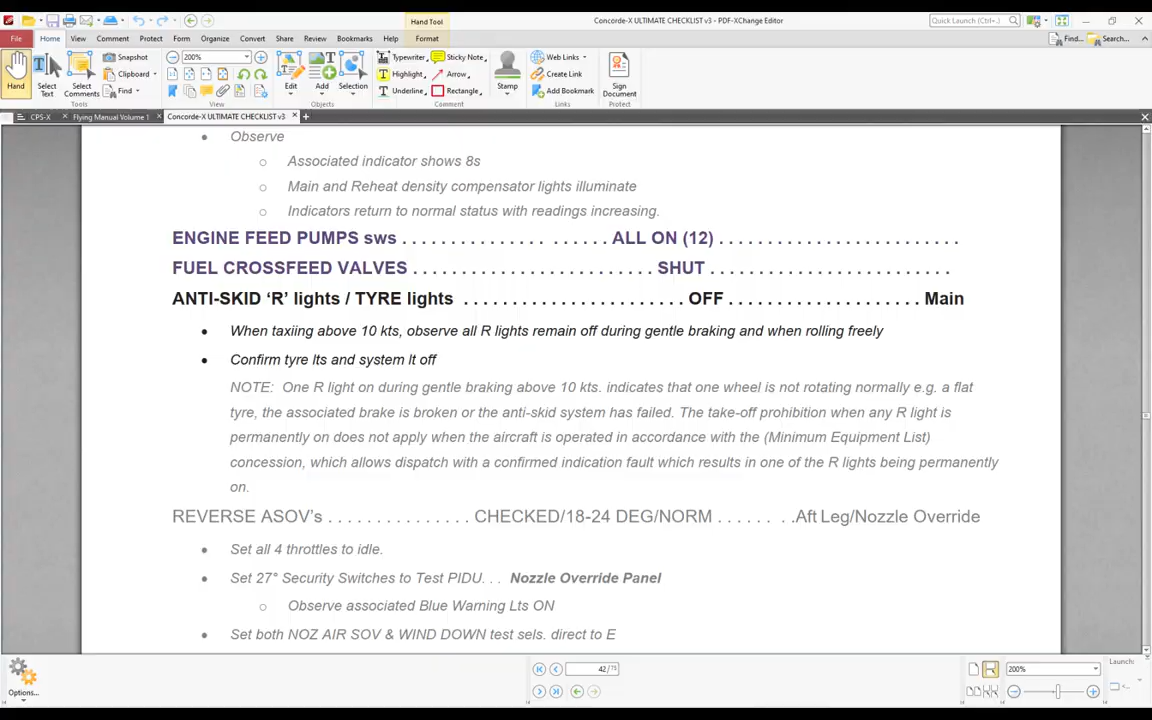 Hand Tool
Concorde-X ULTIMATE CHECKLIST v3 - PDF-XChange Editor
Quick Launch (Ctrl+.)
File Home View Comment Protect Form Organize Convert Share Review Bookmarks Help Format
Find... Search...
Hand
Select Text
Select Comments
Snapshot
Clipboard
Find
Tools
200%
View
Edit
Add
Selection
Objects
Typewriter
Highlight
Underline
Sticky Note
Arrow
Rectangle
Stamp
Comment
Web Links
Create Link
Add Bookmark
Links
Sign Document
Protect
CPS-X
Flying Manual Volume 1
Concorde-X ULTIMATE CHECKLIST v3
• Observe
o Associated indicator shows 8s
o Main and Reheat density compensator lights illuminate
o Indicators return to normal status with readings increasing.
ENGINE FEED PUMPS sws . . . . . . . . . . . . . . . . . . . . . ALL ON (12) . . . . . . . . . . . . . . . . . . . . . . . . .
FUEL CROSSFEED VALVES . . . . . . . . . . . . . . . . . . . . . . . . . SHUT . . . . . . . . . . . . . . . . . . . . . . . . .
ANTI-SKID ‘R’ lights / TYRE lights . . . . . . . . . . . . . . . . . . . . . . . OFF . . . . . . . . . . . . . . . . . . . . Main
• When taxiing above 10 kts, observe all R lights remain off during gentle braking and when rolling freely
• Confirm tyre lts and system lt off
NOTE: One R light on during gentle braking above 10 kts. indicates that one wheel is not rotating normally e.g. a flat
tyre, the associated brake is broken or the anti-skid system has failed. The take-off prohibition when any R light is
permanently on does not apply when the aircraft is operated in accordance with the (Minimum Equipment List)
concession, which allows dispatch with a confirmed indication fault which results in one of the R lights being permanently
on.
REVERSE ASOV’s . . . . . . . . . . . . . . . CHECKED/18-24 DEG/NORM . . . . . . . .Aft Leg/Nozzle Override
• Set all 4 throttles to idle.
• Set 27° Security Switches to Test PIDU. . . Nozzle Override Panel
o Observe associated Blue Warning Lts ON
• Set both NOZ AIR SOV & WIND DOWN test sels. direct to E
Options...
42 / 75
200%
Launch: